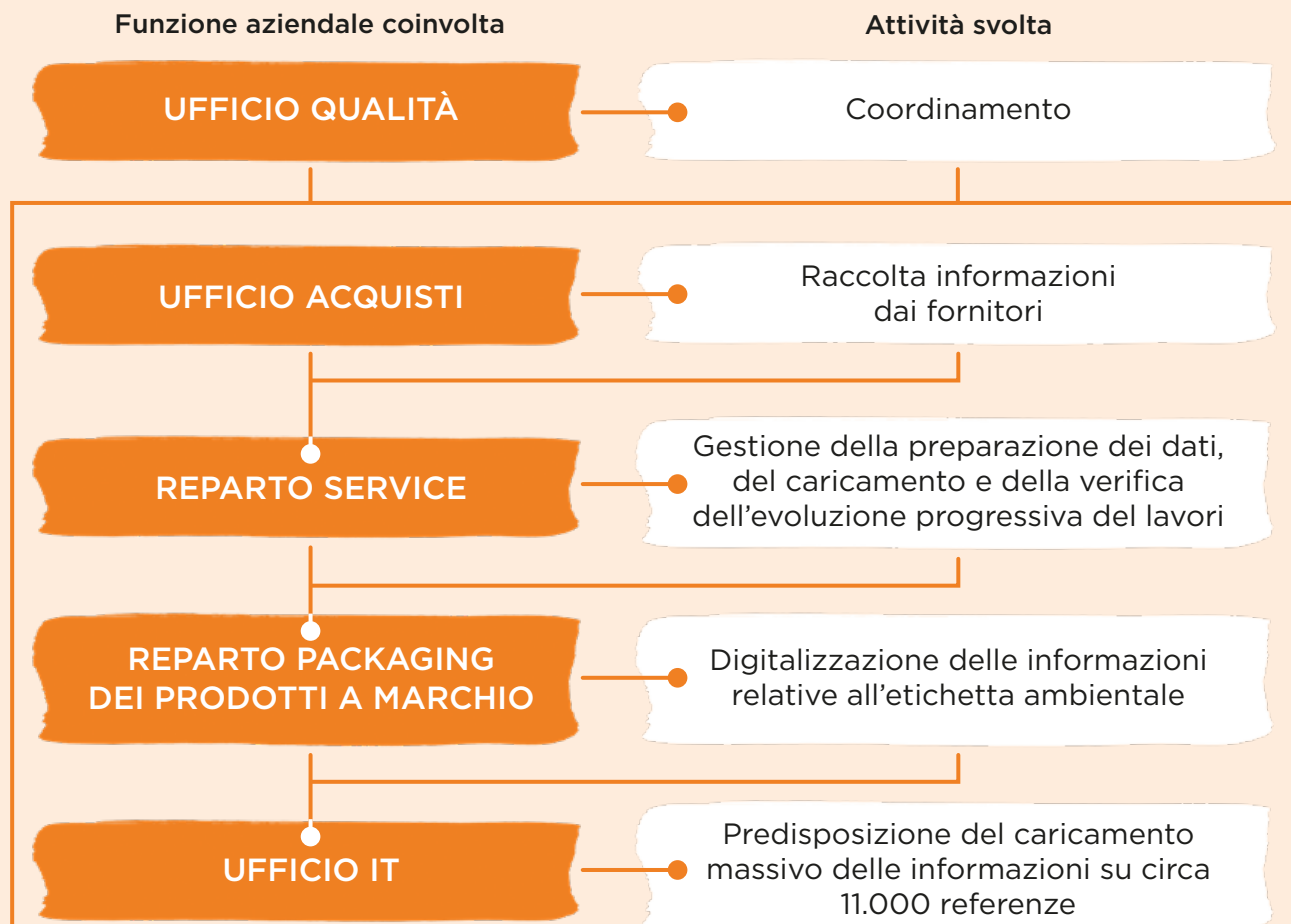 Funzione aziendale coinvolta
Attività svolta
UFFICIO QUALITÀ
Coordinamento
UFFICIO ACQUISTI
Raccolta informazioni
dai fornitori
REPARTO SERVICE
Gestione della preparazione dei dati,
del caricamento e della verifica
dell’evoluzione progressiva del lavori
REPARTO PACKAGING
DEI PRODOTTI A MARCHIO
Digitalizzazione delle informazioni
relative all’etichetta ambientale
UFFICIO IT
Predisposizione del caricamento
massivo delle informazioni su circa
11.000 referenze